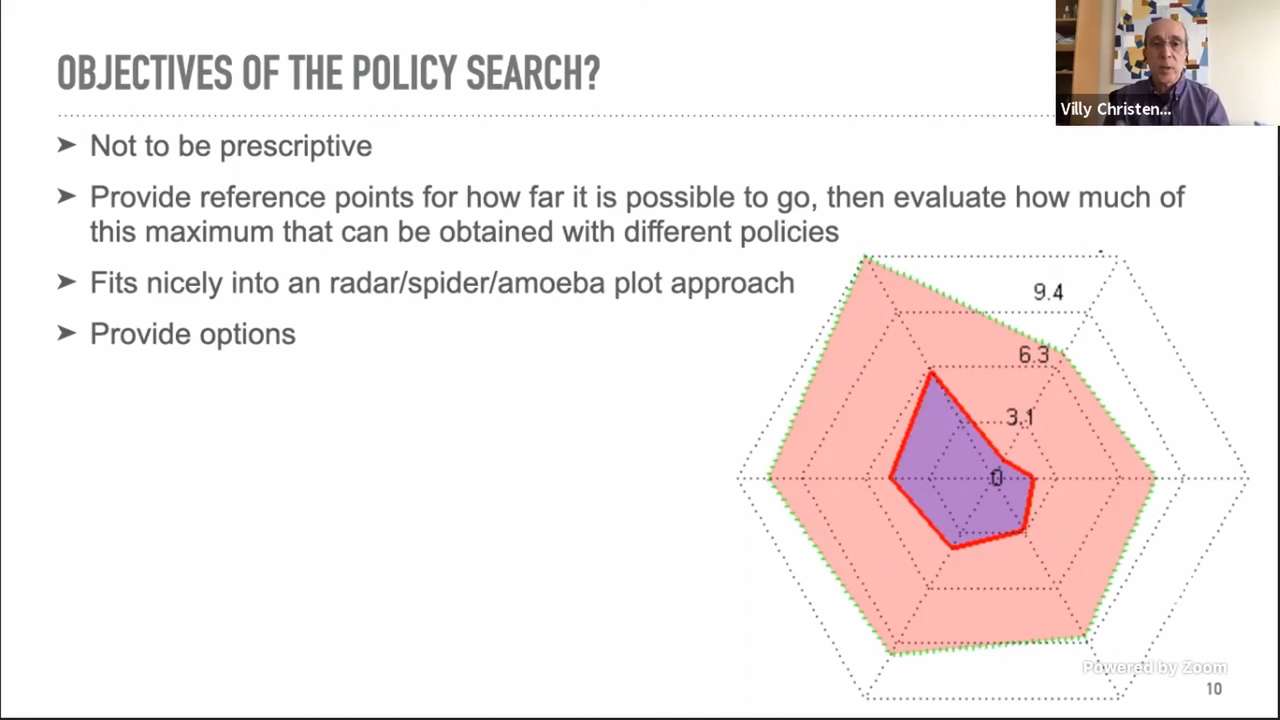 OBJECTIVES OF THE POLICY SEARCH?
Villy Christen...
➤ Not to be prescriptive
➤ Provide reference points for how far it is possible to go, then evaluate how much of
this maximum that can be obtained with different policies
➤ Fits nicely into an radar/spider/amoeba plot approach
➤ Provide options
9.4
6.3
3.1
0
Powered by Zoom
10